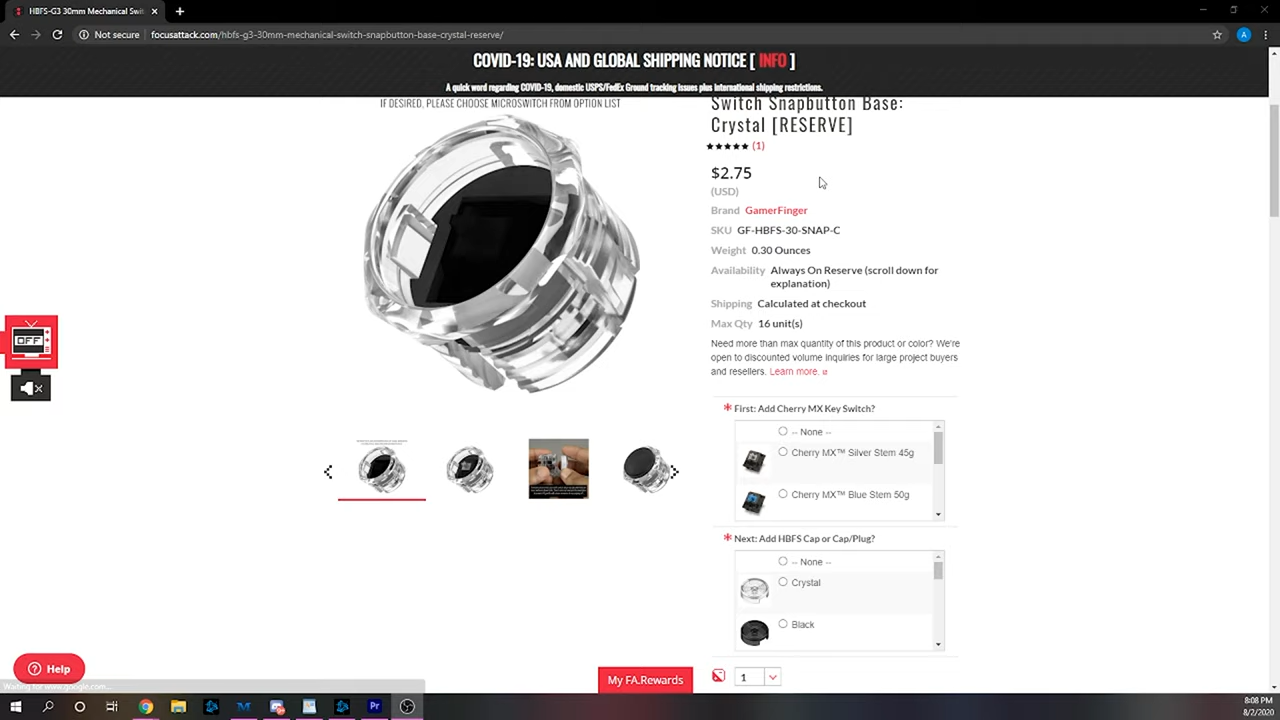 HBFS-G3 30mm Mechanical Swit
Not secure | focusattack.com/hbfs-g3-30mm-mechanical-switch-snapbutton-base-crystal-reserve/
A
COVID-19: USA AND GLOBAL SHIPPING NOTICE [ INFO ]
A quick word regarding COVID-19, domestic USPS/FedEx Ground tracking issues plus international shipping restrictions.
IF DESIRED, PLEASE CHOOSE MICROSWITCH FROM OPTION LIST
Switch Snapbutton Base:
Crystal [RESERVE]
★★★★★ (1)
$2.75
(USD)
Brand GamerFinger
SKU GF-HBFS-30-SNAP-C
Weight 0.30 Ounces
Availability Always On Reserve (scroll down for
explanation)
Shipping Calculated at checkout
Max Qty 16 unit(s)
Need more than max quantity of this product or color? We're
open to discounted volume inquiries for large project buyers
and resellers. Learn more.
OFF
* First: Add Cherry MX Key Switch?
-- None --
Cherry MX™ Silver Stem 45g
Cherry MX™ Blue Stem 50g
* Next: Add HBFS Cap or Cap/Plug?
-- None --
Crystal
Black
1
Help
My FA.Rewards
Waiting for www.google.com...
Pr
8:08 PM
8/2/2020